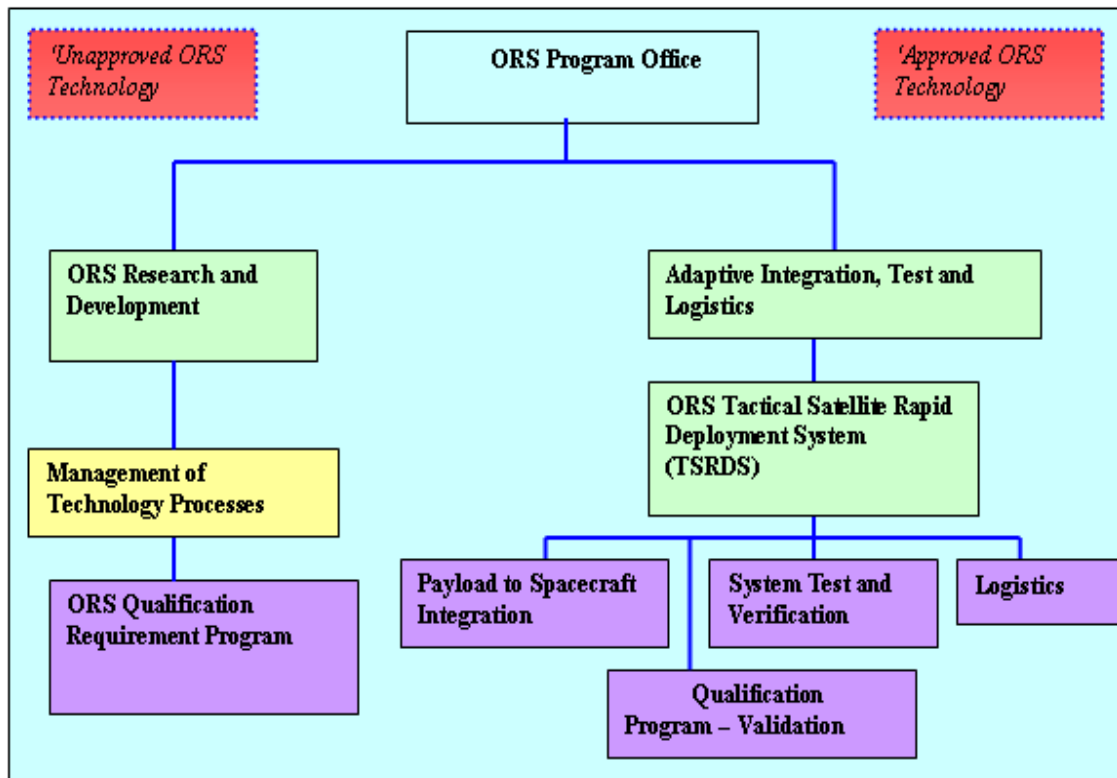 'Unapproved ORS'
Technology
ORS Program Office
'Approved ORS
Technology
ORS Research and
Development
Adaptive Integration, Test and
Logistics
ORS Tactical Satellite Rapid
Deployment System
(TSRDS)
Management of
Technology Processes
Payload to Spacecraft
Integration
System Test and
Verification
Logistics
ORS Qualification
Requirement Program
Qualification
Program – Validation